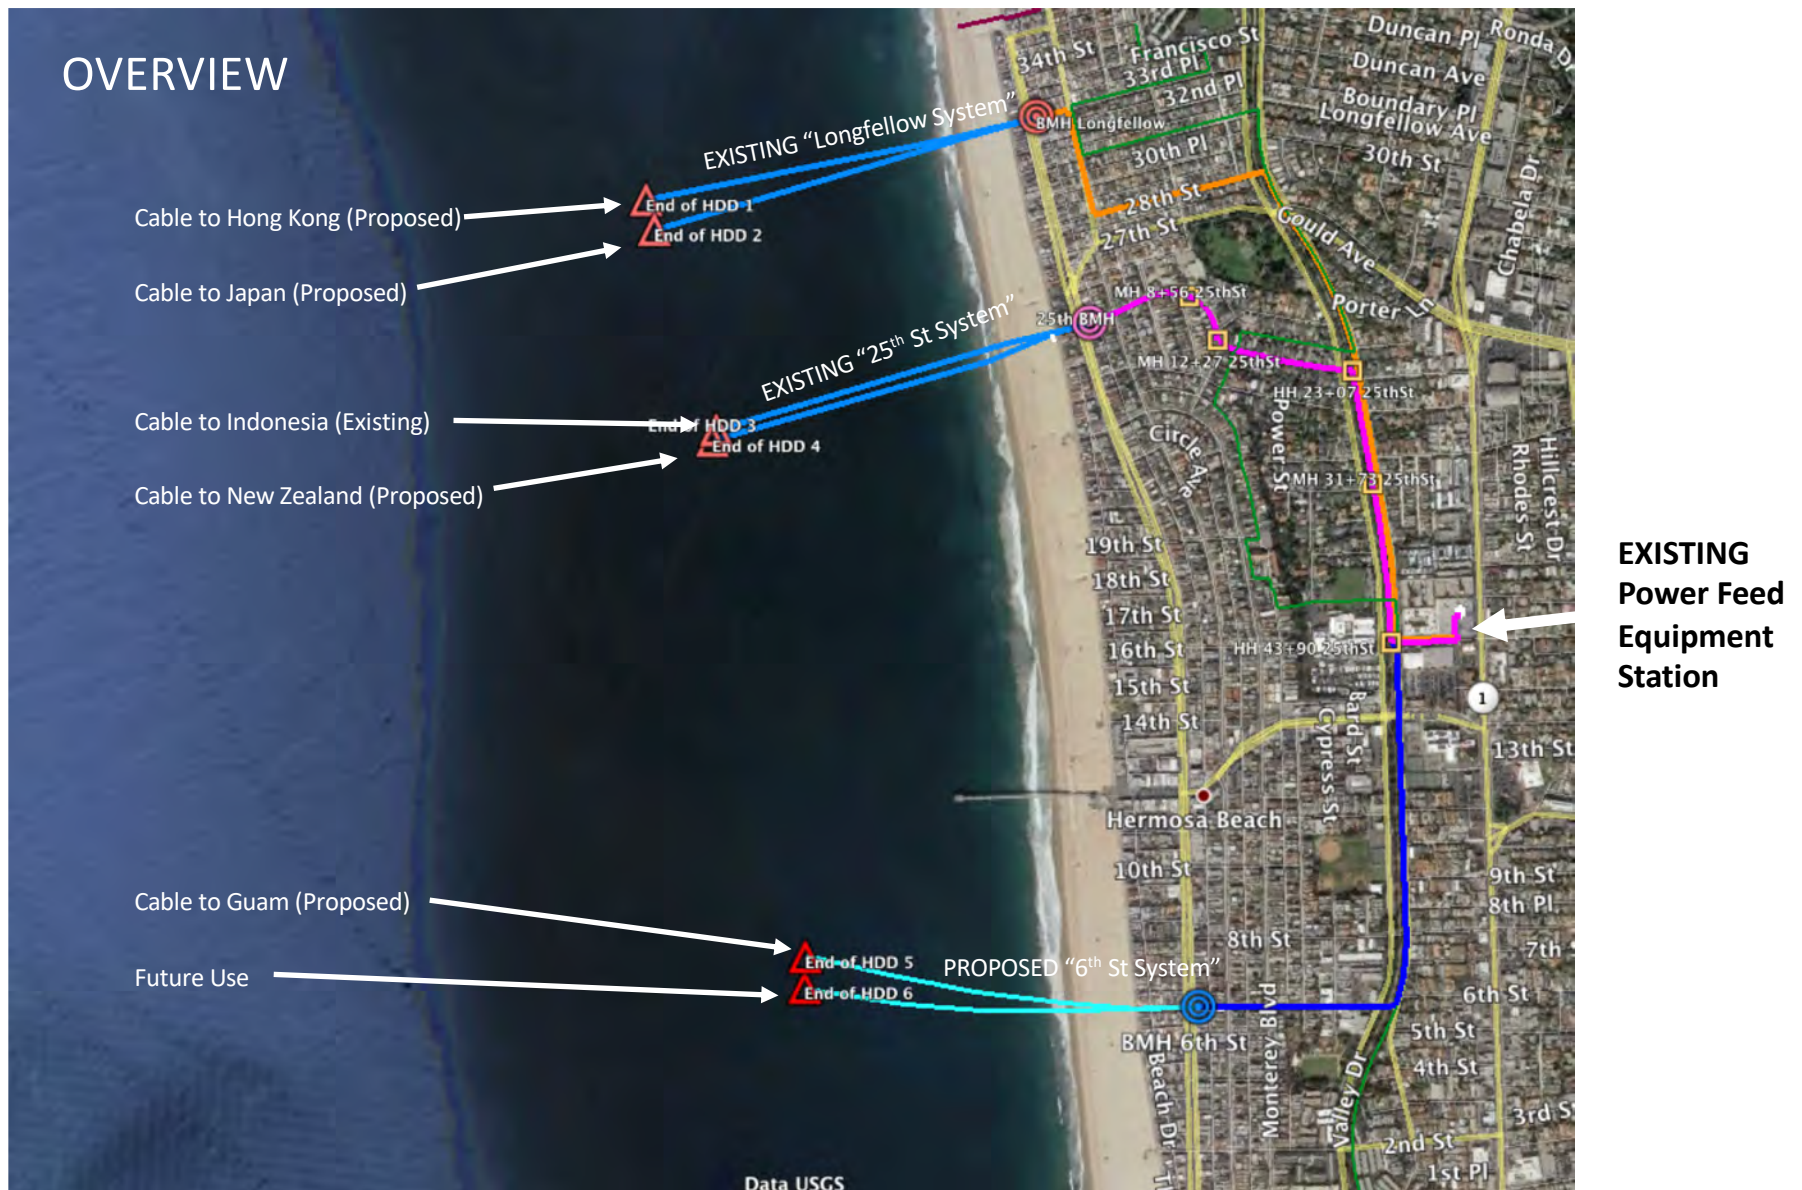 OVERVIEW
34th St
Francisco St
33rd Pl
32nd Pl
Duncan Pl
Ronda Dr
Duncan Ave
Boundary Pl
Longfellow Ave
30th Pl
30th St
28th St
27th St
Gould Ave
Chabela Dr
Porter Ln
EXISTING "Longfellow System"
BMH Longfellow
Cable to Hong Kong (Proposed)
End of HDD 1
End of HDD 2
Cable to Japan (Proposed)
EXISTING "25th St System"
25th BMH
MH 8+56 25thSt
MH 12+27 25thSt
HH 23+07 25thSt
Cable to Indonesia (Existing)
End of HDD 3
End of HDD 4
Cable to New Zealand (Proposed)
Circle Ave
Power St
MH 31+73 25thSt
Rhodes St
Hillcrest Dr
19th St
18th St
17th St
16th St
HH 43+90 25thSt
15th St
14th St
Bard St
Cypress St
1
13th St
EXISTING
Power Feed
Equipment
Station
Hermosa Beach
10th St
9th St
8th Pl
8th St
7th
Cable to Guam (Proposed)
End of HDD 5
PROPOSED "6th St System"
Future Use
End of HDD 6
6th St
BMH 6th St
5th St
4th St
Beach Dr
Monterey Blvd
Valley Dr
3rd S
2nd St
1st Pl
Data USGS